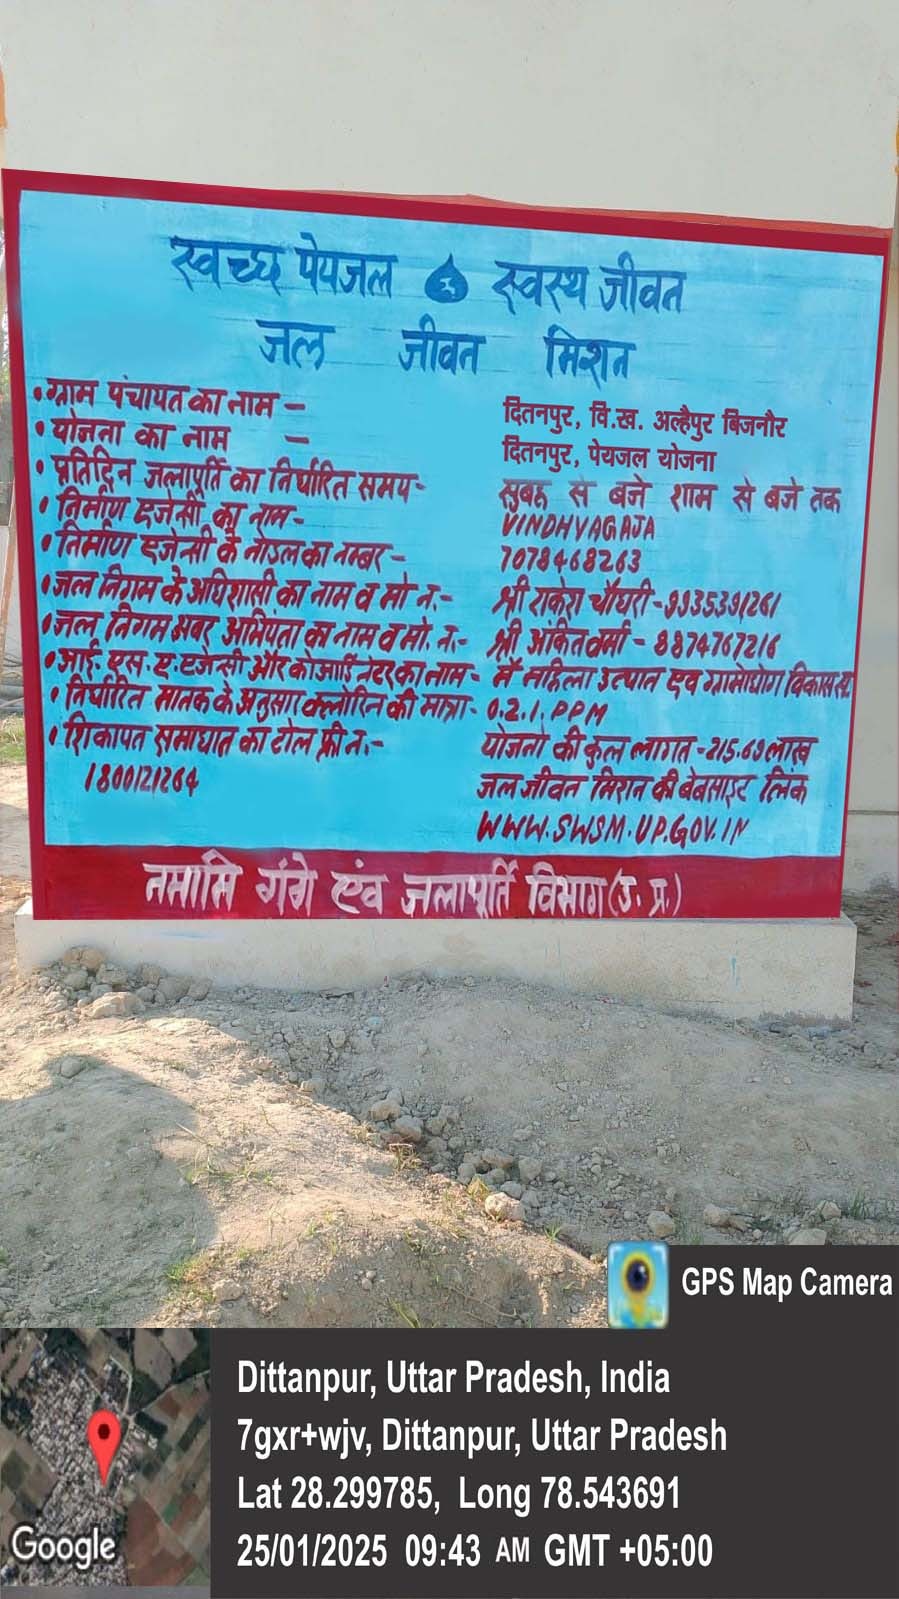 स्वच्छ पेयजल स्वस्थ जीवन
जल जीवन मिशन
• ग्राम पंचायत का नाम – दितनपुर, वि.ख. अल्हैपुर बिजनौर
• योजना का नाम – दितनपुर, पेयजल योजना
• प्रतिदिन जलापूर्ति का निर्धारित समय- सुबह से बजे शाम से बजे तक
• निर्माण एजेन्सी का नाम- VINDHYAGAJA
• निर्माण एजेन्सी के नोडल का नम्बर- 7078468263
• जल निगम के अधिशासी का नाम व मो न.- श्री राकेश चौधरी-9935391261
• जल निगम अवर अभियंता का नाम व मो. न.- श्री अंकित वर्मा - 8874767216
• आई. एस. ए. एजेन्सी और कोआर्डिनेटर का नाम- मै महिला उत्थान एवं ग्रामोद्योग विकास स.
• निर्धारित मानक के अनुसार क्लोरिन की मात्रा- 0.2.1. PPM
• शिकायत समाधान का टोल फ्री न.- योजना की कुल लागत -215.69 लाख
1800121264 जल जीवन मिशन की बेबसाइट लिंक
WWW.SWSM.UP.GOV.IN
नमामि गंगे एंव जलापूर्ति विभाग (उ. प्र.)
GPS Map Camera
Dittanpur, Uttar Pradesh, India
7gxr+wjv, Dittanpur, Uttar Pradesh
Lat 28.299785, Long 78.543691
25/01/2025 09:43 AM GMT +05:00
Google